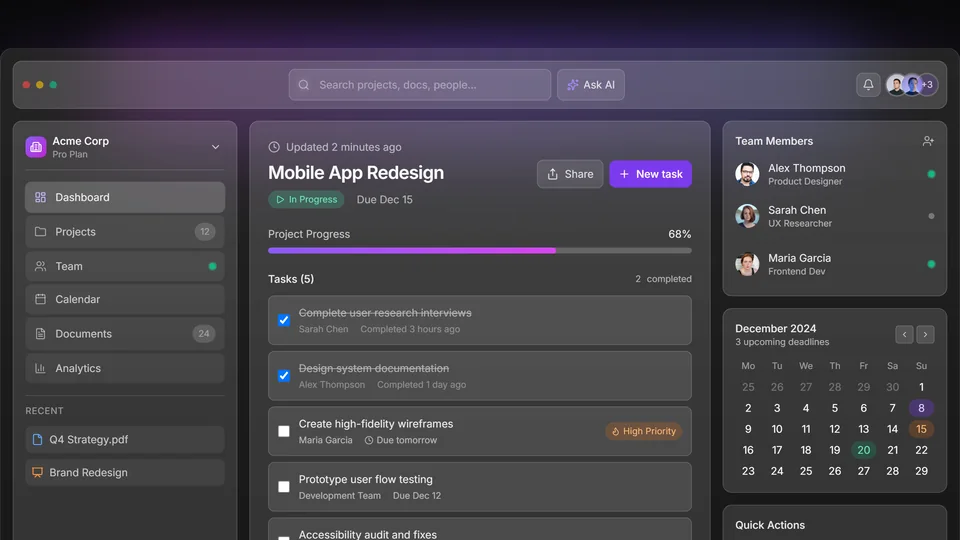 Search projects, docs, people...
Ask AI
+3
Acme Corp
Pro Plan
Dashboard
Projects 12
Team
Calendar
Documents 24
Analytics
RECENT
Q4 Strategy.pdf
Brand Redesign
Updated 2 minutes ago
Mobile App Redesign
Share
New task
In Progress Due Dec 15
Project Progress 68%
Tasks (5) 2 completed
Complete user research interviews
Sarah Chen Completed 3 hours ago
Design system documentation
Alex Thompson Completed 1 day ago
Create high-fidelity wireframes
Maria Garcia Due tomorrow
High Priority
Prototype user flow testing
Development Team Due Dec 12
Accessibility audit and fixes
Team Members
Alex Thompson
Product Designer
Sarah Chen
UX Researcher
Maria Garcia
Frontend Dev
December 2024
3 upcoming deadlines
Mo Tu We Th Fr Sa Su
25 26 27 28 29 30 1
2 3 4 5 6 7 8
9 10 11 12 13 14 15
16 17 18 19 20 21 22
23 24 25 26 27 28 29
Quick Actions